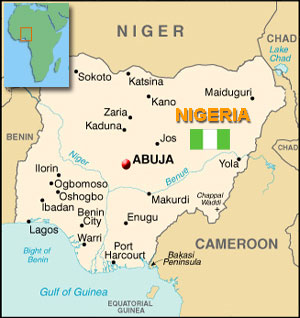 NIGER
CHAD
Lake
Chad
Sokoto
Katsina
Kano
Maiduguri
Zaria
Kaduna
NIGERIA
Jos
BENIN
Niger
ABUJA
Yola
CHAD
Ilorin
Benue
Ogbomoso
Oshogbo
Chappal
Waddi
Makurdi
Ibadan
Benin
City
Enugu
Lagos
Warri
CAMEROON
Bight of
Benin
Port
Harcourt
Bakasi
Peninsula
Gulf of Guinea
EQUATORIAL
GUINEA